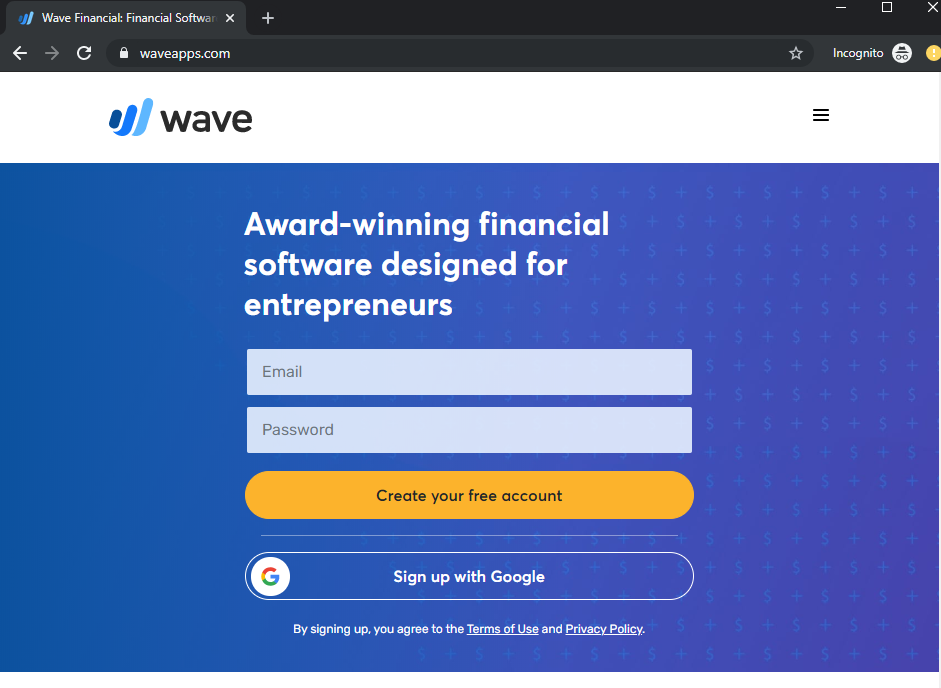 Wave Financial: Financial Softwar
waveapps.com
Incognito
wave
Award-winning financial
software designed for
entrepreneurs
Email
Password
Create your free account
Sign up with Google
By signing up, you agree to the Terms of Use and Privacy Policy.